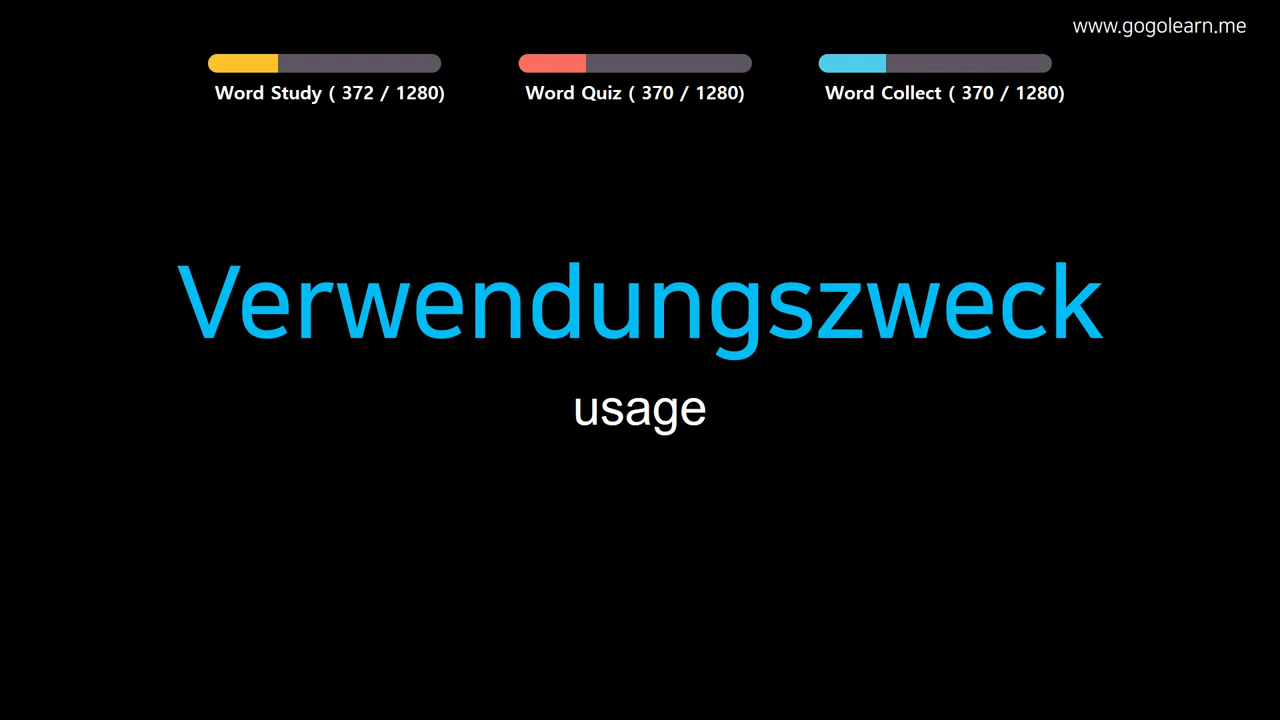 www.gogolearn.me
Word Study ( 372 / 1280)
Word Quiz ( 370 / 1280)
Word Collect ( 370 / 1280)
Verwendungszweck
usage